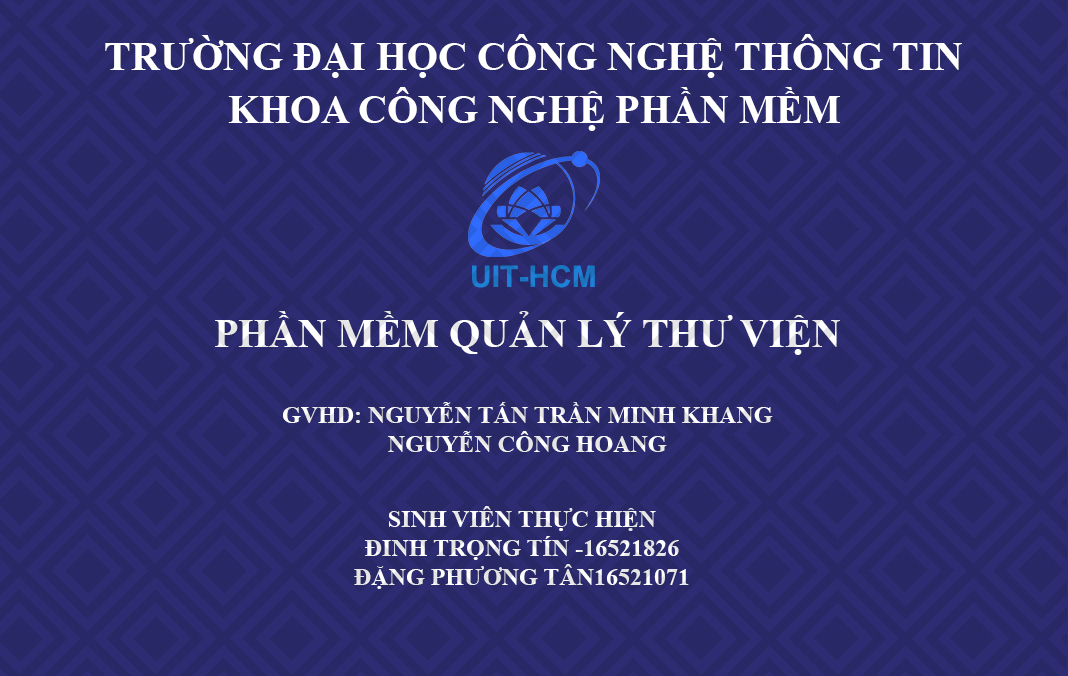 TRƯỜNG ĐẠI HỌC CÔNG NGHỆ THÔNG TIN
KHOA CÔNG NGHỆ PHẦN MỀM
UIT-HCM
PHẦN MỀM QUẢN LÝ THƯ VIỆN
GVHD: NGUYỄN TẤN TRẦN MINH KHANG
NGUYỄN CÔNG HOANG
SINH VIÊN THỰC HIỆN
ĐINH TRỌNG TÍN -16521826
ĐẶNG PHƯƠNG TÂN16521071